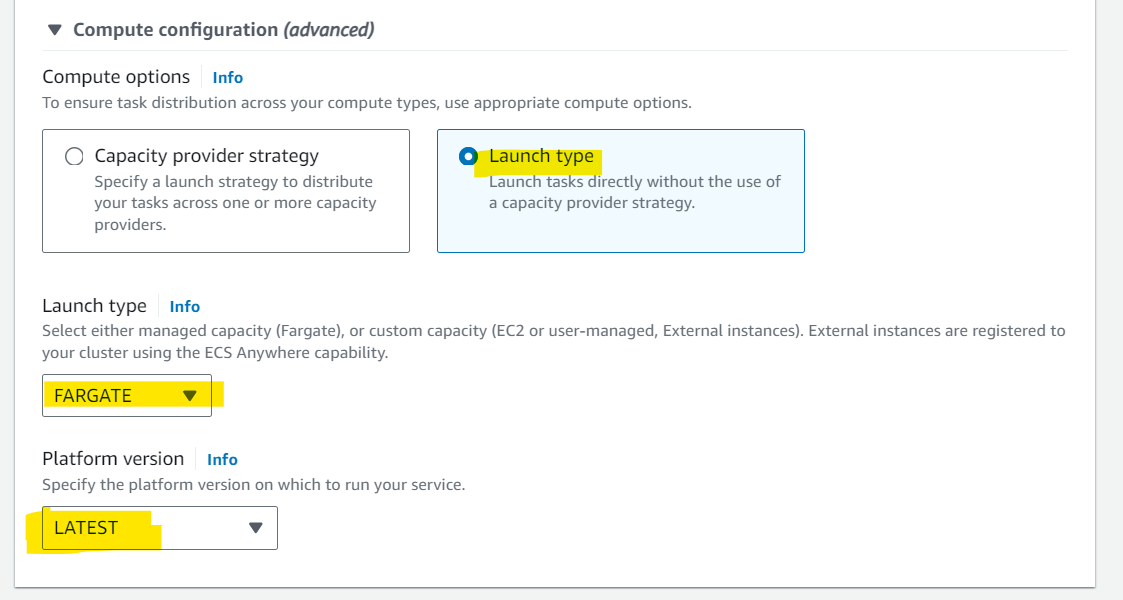 Compute configuration (advanced)
Compute options Info
To ensure task distribution across your compute types, use appropriate compute options.
Capacity provider strategy
Specify a launch strategy to distribute
your tasks across one or more capacity
providers.
Launch type
Launch tasks directly without the use of
a capacity provider strategy.
Launch type Info
Select either managed capacity (Fargate), or custom capacity (EC2 or user-managed, External instances). External instances are registered to
your cluster using the ECS Anywhere capability.
FARGATE
Platform version Info
Specify the platform version on which to run your service.
LATEST